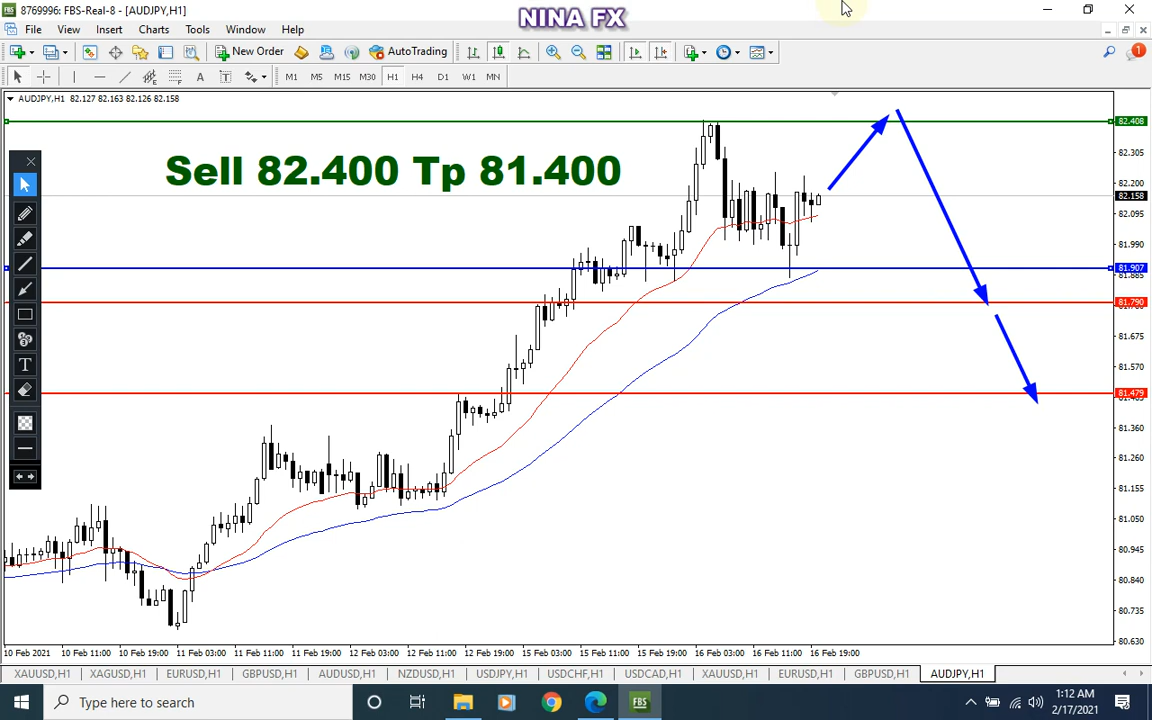 8769996: FBS-Real-8 - [AUDJPY,H1]
NINA FX
File View Insert Charts Tools Window Help
New Order AutoTrading 1
A T M1 M5 M15 M30 H1 H4 D1 W1 MN
AUDJPY,H1 82.127 82.163 82.126 82.158
Sell 82.400 Tp 81.400
82.408
82.305
82.200
82.158
82.095
81.990
81.907
81.885
81.790
81.675
81.570
81.479
81.360
81.260
81.155
81.050
80.945
80.840
80.735
80.630
T
10 Feb 2021 10 Feb 11:00 10 Feb 19:00 11 Feb 03:00 11 Feb 11:00 11 Feb 19:00 12 Feb 03:00 12 Feb 11:00 12 Feb 19:00 15 Feb 03:00 15 Feb 11:00 15 Feb 19:00 16 Feb 03:00 16 Feb 11:00 16 Feb 19:00
XAUUSD,H1 XAGUSD,H1 EURUSD,H1 GBPUSD,H1 AUDUSD,H1 NZDUSD,H1 USDJPY,H1 USDCHF,H1 USDCAD,H1 XAUUSD,H1 EURUSD,H1 GBPUSD,H1 AUDJPY,H1
Type here to search
FBS
1:12 AM
2/17/2021